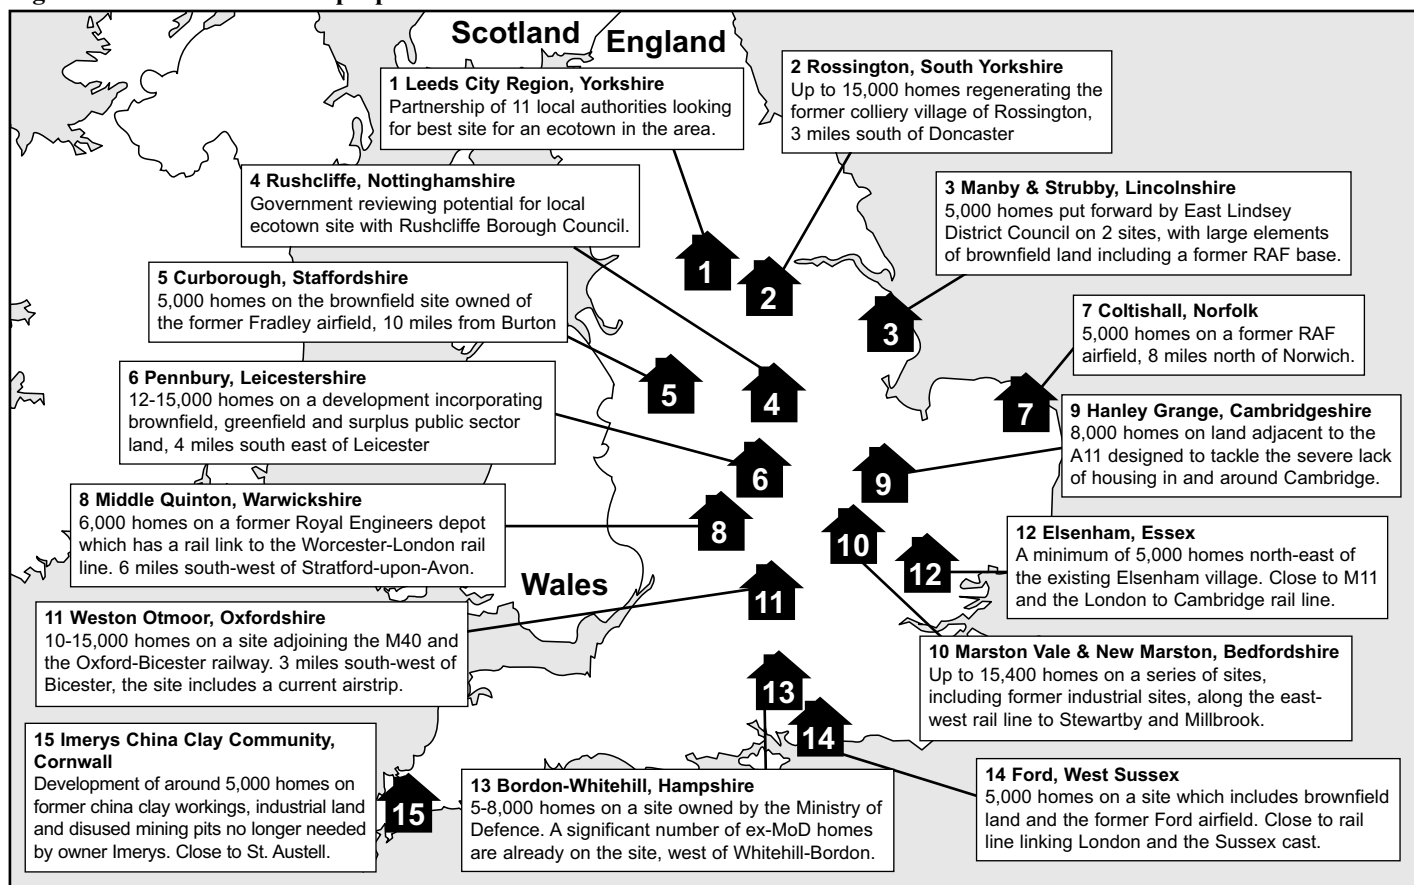 Scotland
England
1 Leeds City Region, Yorkshire
Partnership of 11 local authorities looking
for best site for an ecotown in the area.
2 Rossington, South Yorkshire
Up to 15,000 homes regenerating the
former colliery village of Rossington,
3 miles south of Doncaster
4 Rushcliffe, Nottinghamshire
Government reviewing potential for local
ecotown site with Rushcliffe Borough Council.
3 Manby & Strubby, Lincolnshire
5,000 homes put forward by East Lindsey
District Council on 2 sites, with large elements
of brownfield land including a former RAF base.
5 Curborough, Staffordshire
5,000 homes on the brownfield site owned of
the former Fradley airfield, 10 miles from Burton
7 Coltishall, Norfolk
5,000 homes on a former RAF
airfield, 8 miles north of Norwich.
6 Pennbury, Leicestershire
12-15,000 homes on a development incorporating
brownfield, greenfield and surplus public sector
land, 4 miles south east of Leicester
9 Hanley Grange, Cambridgeshire
8,000 homes on land adjacent to the
A11 designed to tackle the severe lack
of housing in and around Cambridge.
8 Middle Quinton, Warwickshire
6,000 homes on a former Royal Engineers depot
which has a rail link to the Worcester-London rail
line. 6 miles south-west of Stratford-upon-Avon.
12 Elsenham, Essex
A minimum of 5,000 homes north-east of
the existing Elsenham village. Close to M11
and the London to Cambridge rail line.
Wales
11 Weston Otmoor, Oxfordshire
10-15,000 homes on a site adjoining the M40 and
the Oxford-Bicester railway. 3 miles south-west of
Bicester, the site includes a current airstrip.
10 Marston Vale & New Marston, Bedfordshire
Up to 15,400 homes on a series of sites,
including former industrial sites, along the east-
west rail line to Stewartby and Millbrook.
15 Imerys China Clay Community,
Cornwall
Development of around 5,000 homes on
former china clay workings, industrial land
and disused mining pits no longer needed
by owner Imerys. Close to St. Austell.
13 Bordon-Whitehill, Hampshire
5-8,000 homes on a site owned by the Ministry of
Defence. A significant number of ex-MoD homes
are already on the site, west of Whitehill-Bordon.
14 Ford, West Sussex
5,000 homes on a site which includes brownfield
land and the former Ford airfield. Close to rail
line linking London and the Sussex cast.
1
2
3
4
5
6
7
8
9
10
11
12
13
14
15